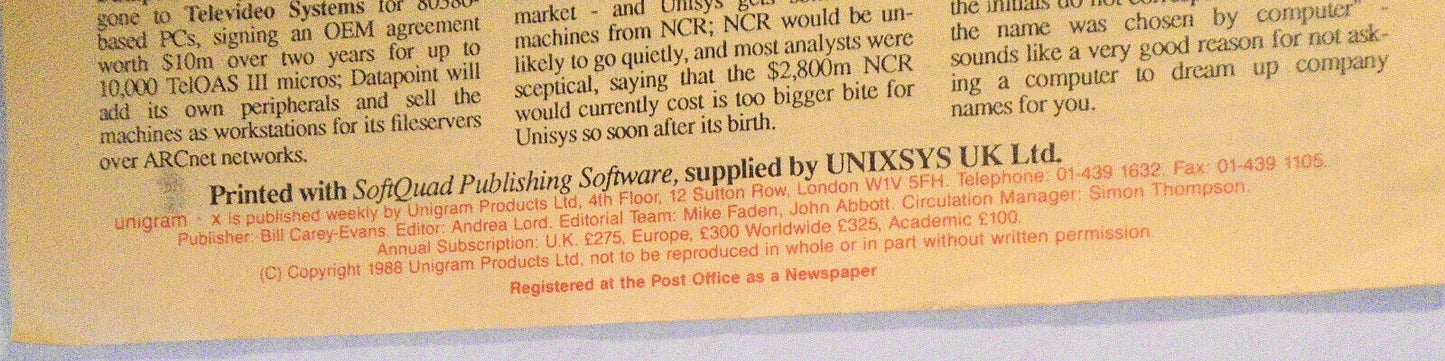 gone to Televideo Systems for 80386-
based PCs, signing an OEM agreement
worth $10m over two years for up to
10,000 TelOAS III micros; Datapoint will
add its own peripherals and sell the
machines as workstations for its fileservers
over ARCnet networks.
market - and Unisys gets
machines from NCR; NCR would be un-
likely to go quietly, and most analysts were
sceptical, saying that the $2,800m NCR
would currently cost is too bigger bite for
Unisys so soon after its birth.
the initials do not
the name was chosen by computer" -
sounds like a very good reason for not ask-
ing a computer to dream up company
names for you.
Printed with SoftQuad Publishing Software, supplied by UNIXSYS UK Ltd.
unigram · x is published weekly by Unigram Products Ltd, 4th Floor, 12 Sutton Row, London W1V 5FH. Telephone: 01-439 1632. Fax: 01-439 1105.
Publisher: Bill Carey-Evans. Editor: Andrea Lord. Editorial Team: Mike Faden, John Abbott. Circulation Manager: Simon Thompson.
Annual Subscription: U.K. £275, Europe, £300 Worldwide £325, Academic £100.
(C) Copyright 1988 Unigram Products Ltd, not to be reproduced in whole or in part without written permission.
Registered at the Post Office as a Newspaper